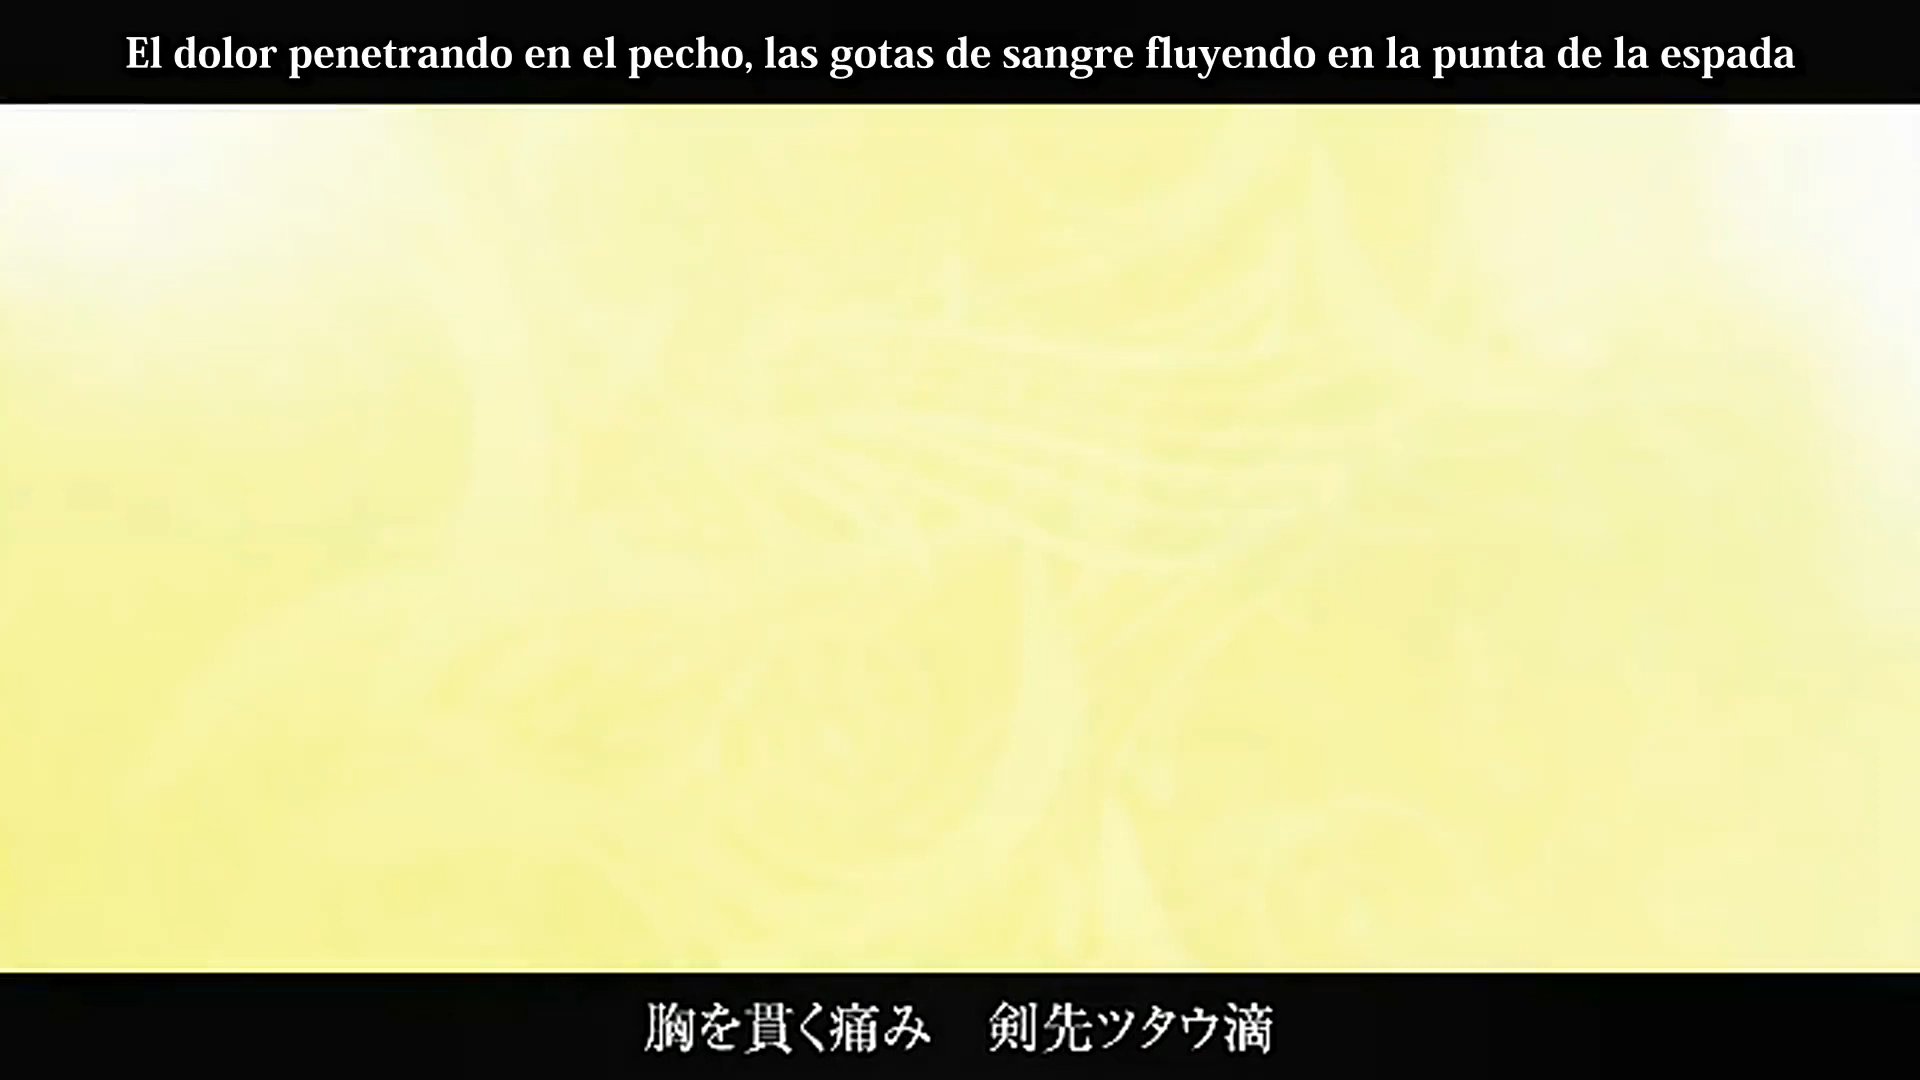 El dolor penetrando en el pecho, las gotas de sangre fluyendo en la punta de la espada
胸を貫く痛み　剣先ツタウ滴